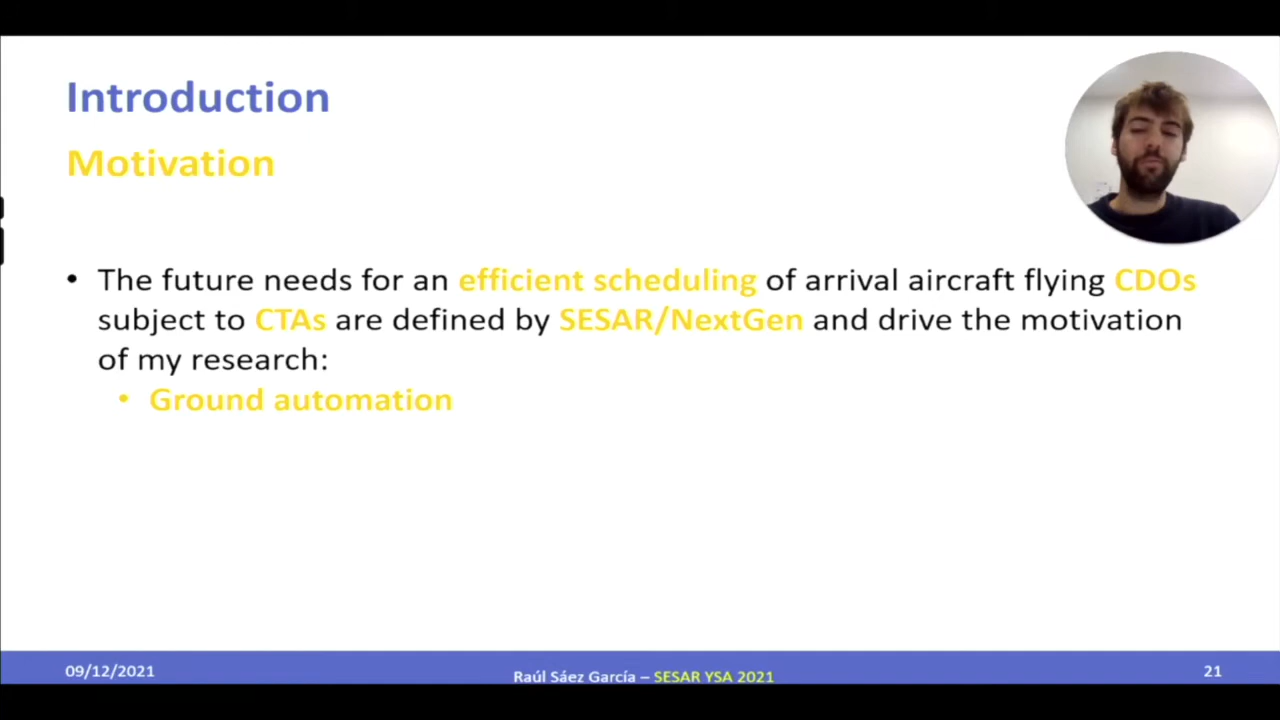 Introduction
Motivation
• The future needs for an efficient scheduling of arrival aircraft flying CDOs
subject to CTAs are defined by SESAR/NextGen and drive the motivation
of my research:
• Ground automation
09/12/2021
Raúl Sáez García – SESAR YSA 2021
21